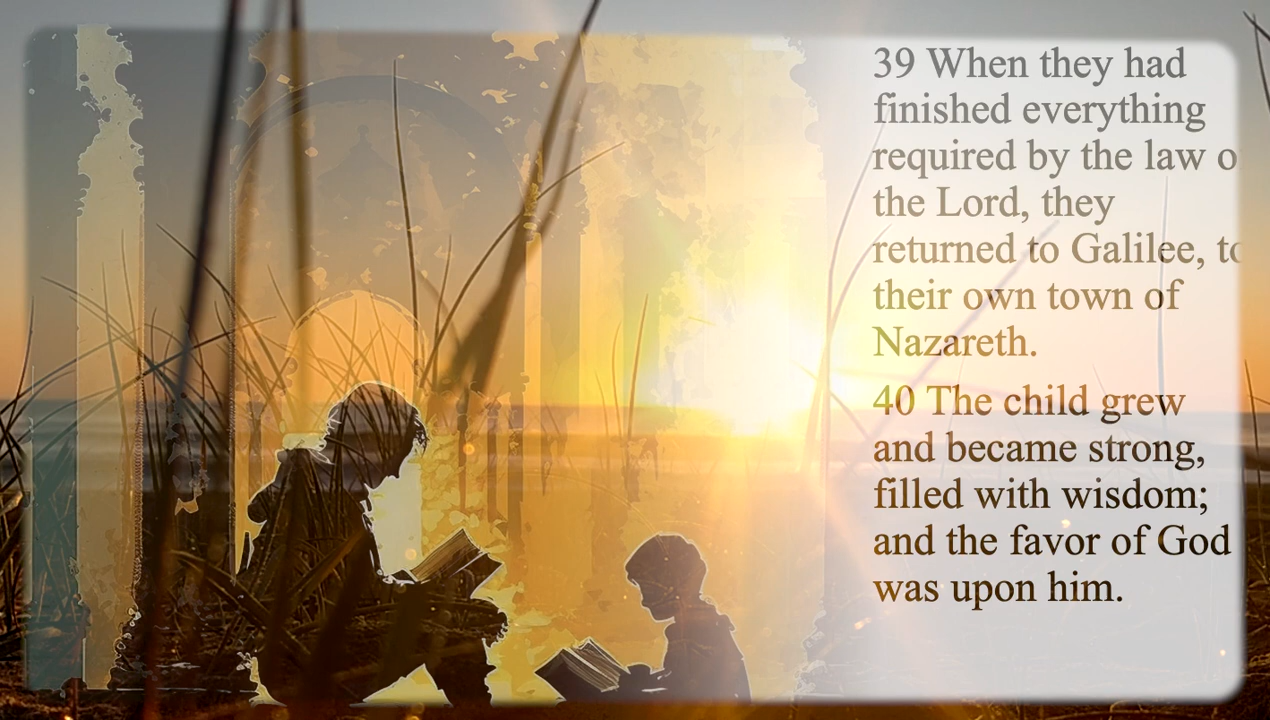 39 When they had
finished everything
required by the law o
the Lord, they
returned to Galilee, to
their own town of
Nazareth.
40 The child grew
and became strong,
filled with wisdom;
and the favor of God
was upon him.